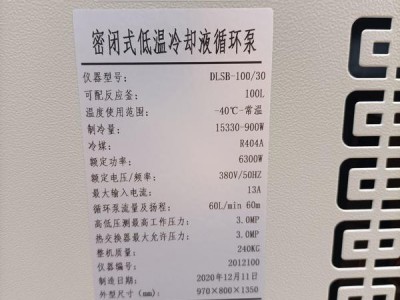 密闭式低温冷却液循环泵
仪器型号: DLSB-100/30
可配反应釜: 100L
温度使用范围: -40℃-常温
制冷量: 15330-900W
冷媒: R404A
额定功率: 6300W
额定电压/频率: 380V/50HZ
最大输入电流: 13A
循环泵流量及扬程: 60L/min 60m
高低压测最高工作压力: 3.0MP
热交换器最大允许压力: 3.0MP
整机质量: 240KG
仪器编号: 2012100
制造日期: 2020年12月11日
外型尺寸(mm): 970×800×1350